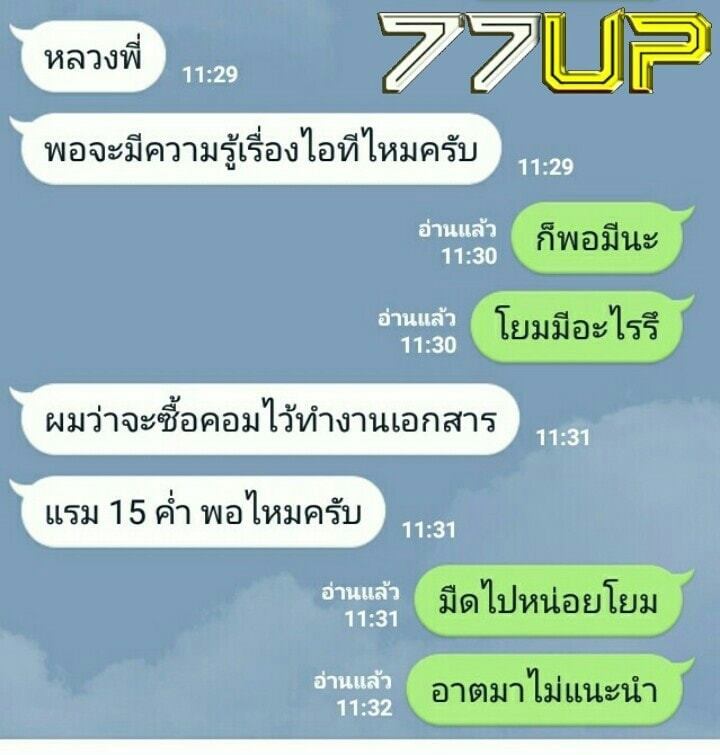 77UP
หลวงพี่
11:29
พอจะมีความรู้เรื่องไอทีไหมครับ
11:29
อ่านแล้ว
11:30
ก็พอมีนะ
อ่านแล้ว
11:30
โยมมีอะไรรึ
ผมว่าจะซื้อคอมไว้ทำงานเอกสาร
11:31
แรม 15 ค่ำ พอไหมครับ
11:31
อ่านแล้ว
11:31
มืดไปหน่อยโยม
อ่านแล้ว
11:32
อาตมาไม่แนะนำ